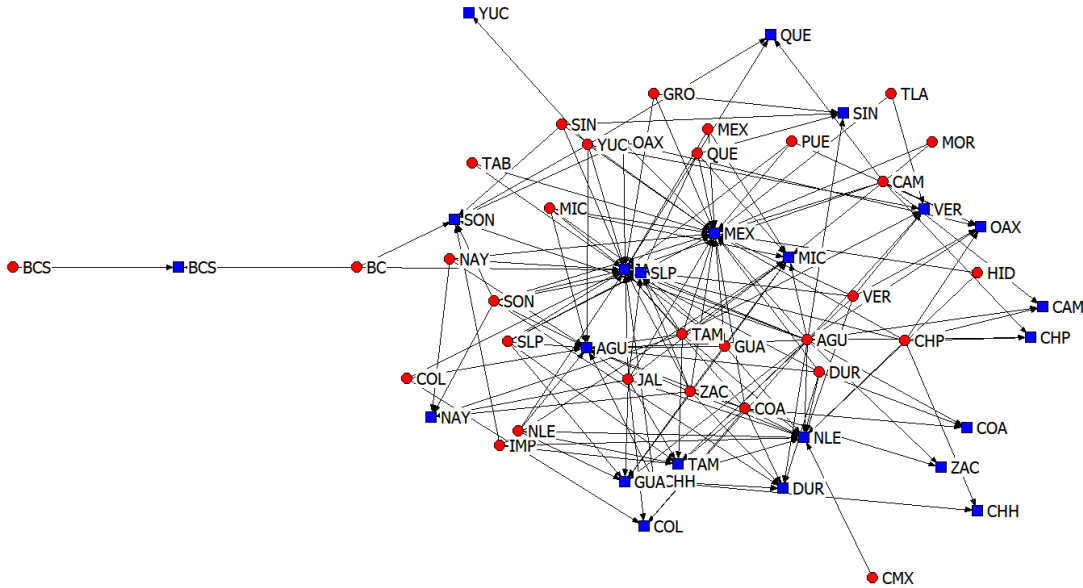 YUC
QUE
GRO
TLA
SIN
SIN
MEX
YUC
OAX
PUE
MOR
QUE
TAB
CAM
MIC
VER
SON
OAX
MEX
MIC
BCS
BCS
BC
NAY
SLP
HID
SON
VER
CAM
TAM
CHP
SLP
AGU
GUA
AGU
CHP
COL
JAL
DUR
ZAC
NAY
COA
COA
NLE
IMP
NLE
TAM
ZAC
GUA
CHH
DUR
CHH
COL
CMX